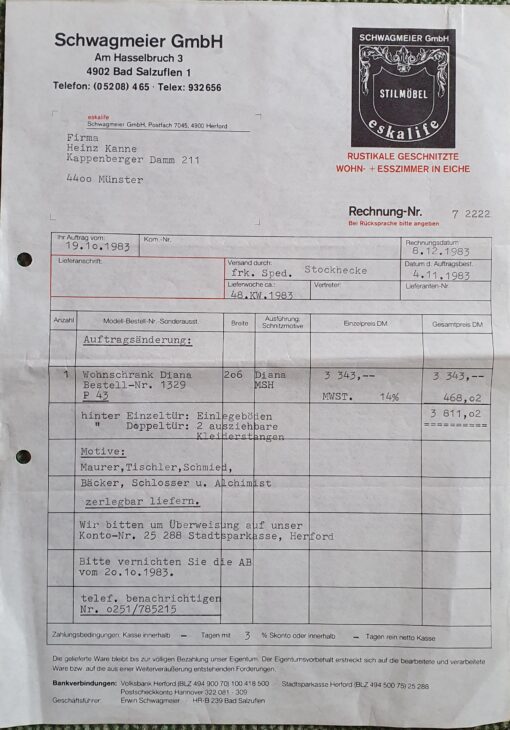 Schwagmeier GmbH
Am Hasselbruch 3
4902 Bad Salzuflen 1
Telefon: (05208) 465 · Telex: 932656
SCHWAGMEIER GmbH
STILMÖBEL
eskalife
RUSTIKALE GESCHNITZTE
WOHN- + ESSZIMMER IN EICHE
eskalife
Schwagmeier GmbH, Postfach 7045, 4900 Herford
Firma
Heinz Kanne
Kappenberger Damm 211
44oo Münster
Rechnung-Nr. 7 2222
Bei Rücksprache bitte angeben
Ihr Auftrag vom: Kom.-Nr. Rechnungsdatum
19.1o.1983 8.12.1983
Lieferanschrift: Versand durch: Datum d. Auftragsbest.
frk. Sped. Stockhecke 4.11.1983
Lieferwoche ca.: Vertreter: Lieferanten-Nr.
48.KW.1983
Anzahl Modell-Bestell-Nr.-Sonderausst. Breite Ausführung: Schnitzmotive Einzelpreis DM Gesamtpreis DM
Auftragsänderung:
1 Wohnschrank Diana 2o6 Diana 3 343,-- 3 343,--
Bestell-Nr. 1329 MSH
P 43 MWST. 14% 468,o2
hinter Einzeltür: Einlegeböden 3 811,o2
" Doppeltür: 2 ausziehbare ==========
Kleiderstangen
Motive:
Maurer,Tischler,Schmied,
Bäcker, Schlosser u. Alchimist
zerlegbar liefern.
Wir bitten um Überweisung auf unser
Konto-Nr. 25 288 Stadtsparkasse, Herford
Bitte vernichten Sie die AB
vom 2o.1o.1983.
telef. benachrichtigen
Nr. o251/785215
Zahlungsbedingungen: Kasse innerhalb – Tagen mit 3 % Skonto oder innerhalb – Tagen rein netto Kasse
Die gelieferte Ware bleibt bis zur völligen Bezahlung unser Eigentum. Der Eigentumsvorbehalt erstreckt sich auf die bearbeitete und verarbeitete
Ware bzw. auf die aus einer Weiterveräußerung entstehenden Forderungen.
Bankverbindungen: Volksbank Herford (BLZ 494 900 70) 100 418 500 · Stadtsparkasse Herford (BLZ 494 500 75) 25 288
Postscheckkonto Hannover 322 081 - 309
Geschäftsführer: Erwin Schwagmeier · HR-B 239 Bad Salzuflen